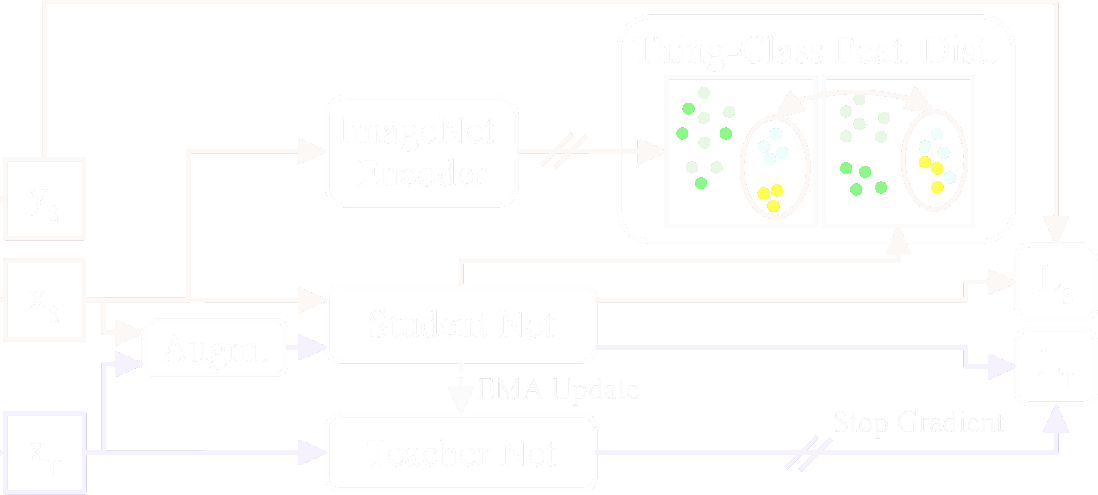 Thing-Class Feat. Dist.
ImageNet
Encoder
y_S
x_S
L_S
Student Net
Augm.
L_T
EMA Update
Stop Gradient
x_T
Teacher Net